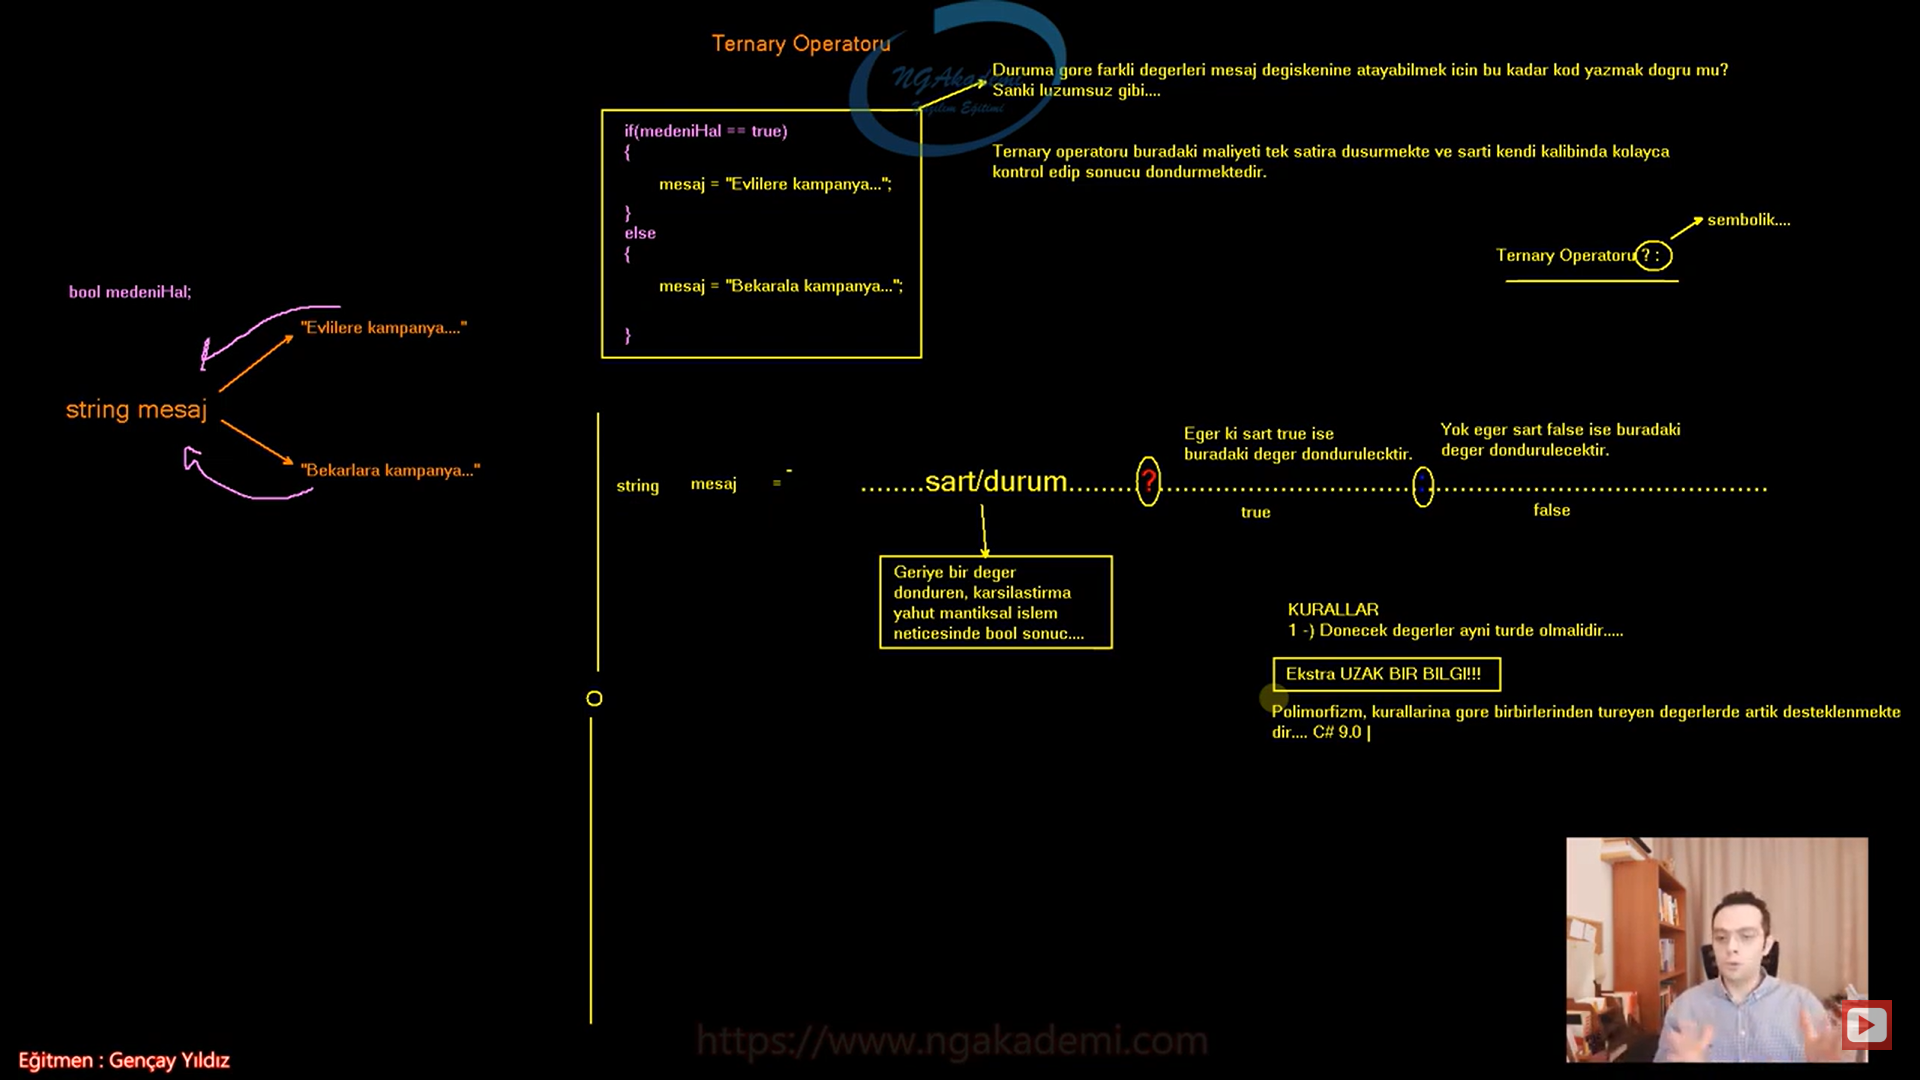 Ternary Operatoru
NGAkademi
Yazılım Eğitimi
Duruma gore farkli degerleri mesaj degiskenine atayabilmek icin bu kadar kod yazmak dogru mu?
Sanki luzumsuz gibi....
if(medeniHal == true)
{
mesaj = "Evlilere kampanya...";
}
else
{
mesaj = "Bekarala kampanya...";
}
Ternary operatoru buradaki maliyeti tek satira dusurmekte ve sarti kendi kalibinda kolayca
kontrol edip sonucu dondurmektedir.
sembolik....
Ternary Operatoru ? :
bool medeniHal;
"Evlilere kampanya...."
string mesaj
"Bekarlara kampanya..."
Eger ki sart true ise
buradaki deger dondurulecktir.
Yok eger sart false ise buradaki
deger dondurulecektir.
string mesaj = ........sart/durum........?..............................:.......................................
true
false
Geriye bir deger
donduren, karsilastirma
yahut mantiksal islem
neticesinde bool sonuc....
KURALLAR
1 -) Donecek degerler ayni turde olmalidir.....
Ekstra UZAK BIR BILGI!!!
Polimorfizm, kurallarina gore birbirlerinden tureyen degerlerde artik desteklenmekte
dir.... C# 9.0 |
https://www.ngakademi.com
Eğitmen : Gençay Yıldız